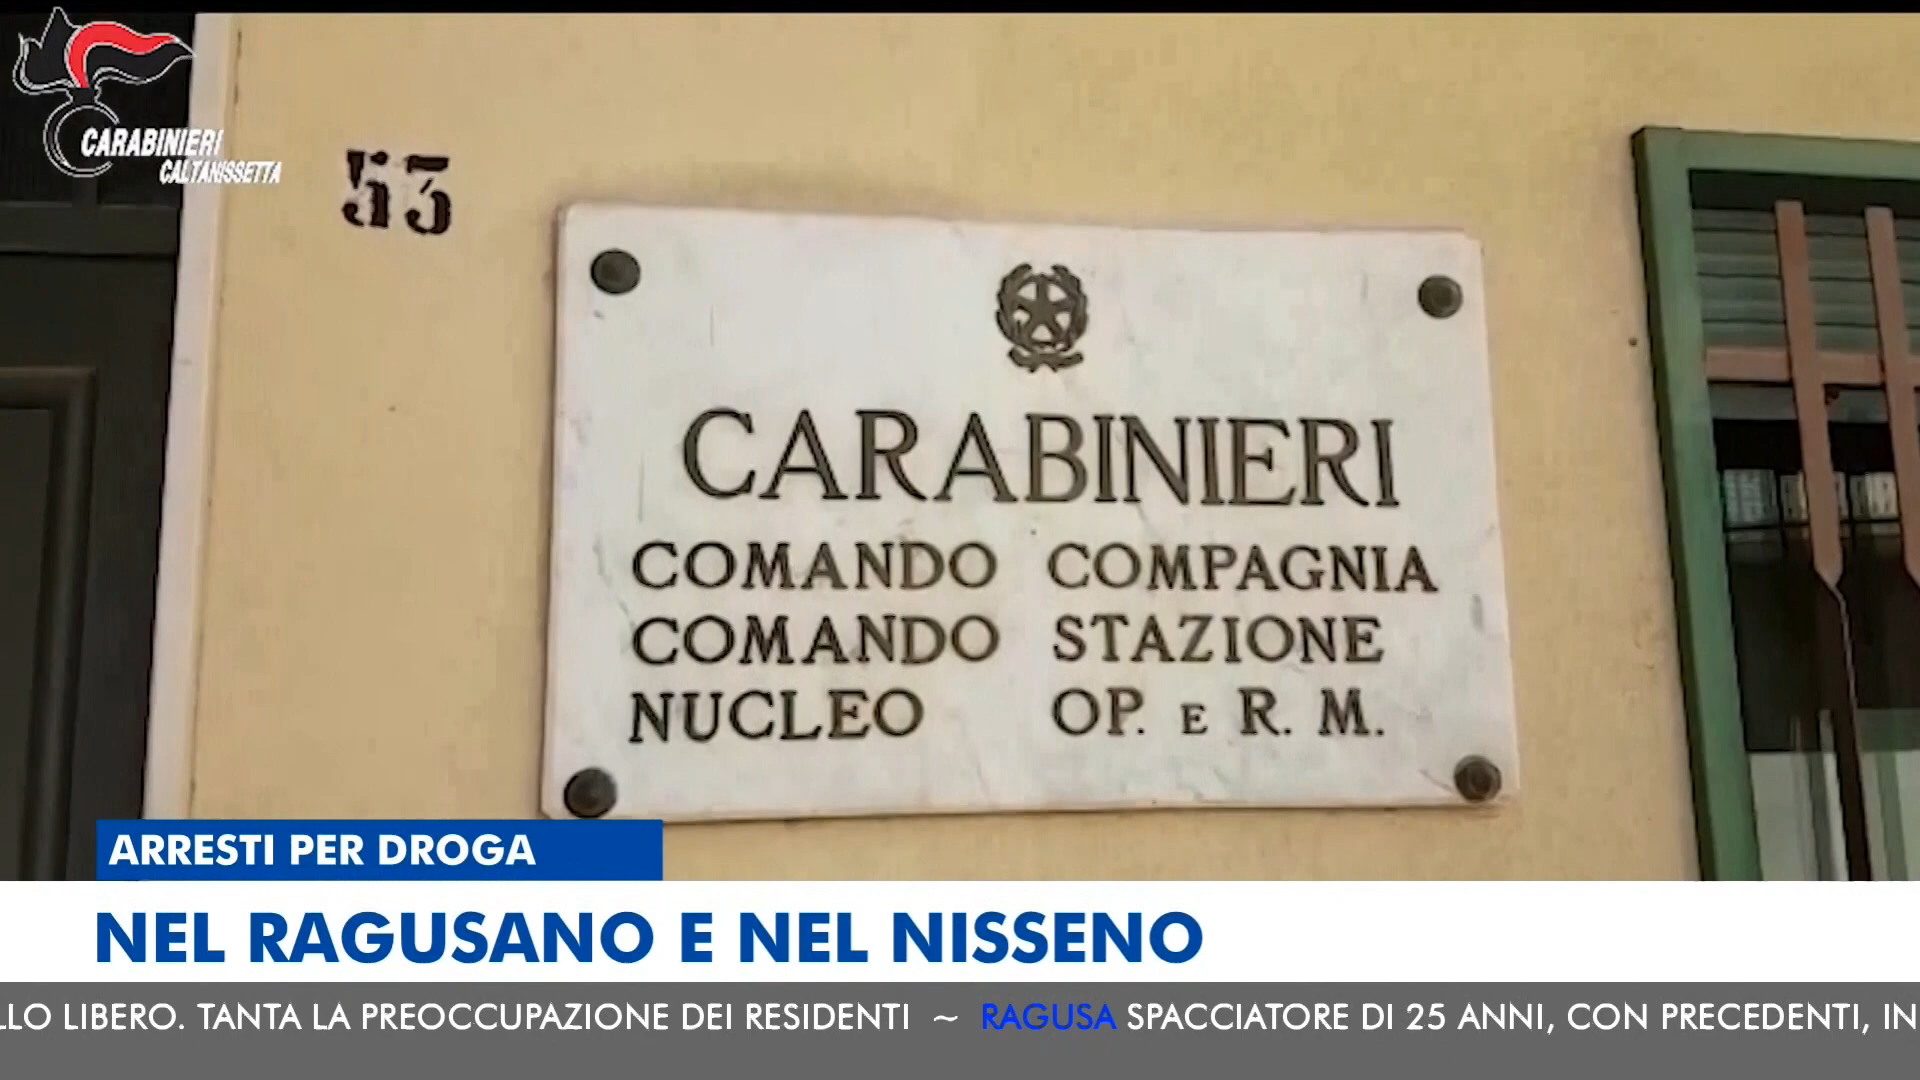 CARABINIERI
CALTANISSETTA
53
CARABINIERI
COMANDO COMPAGNIA
COMANDO STAZIONE
NUCLEO OP. E R. M.
ARRESTI PER DROGA
NEL RAGUSANO E NEL NISSENO
LLO LIBERO. TANTA LA PREOCCUPAZIONE DEI RESIDENTI ~ RAGUSA SPACCIATORE DI 25 ANNI, CON PRECEDENTI, IN